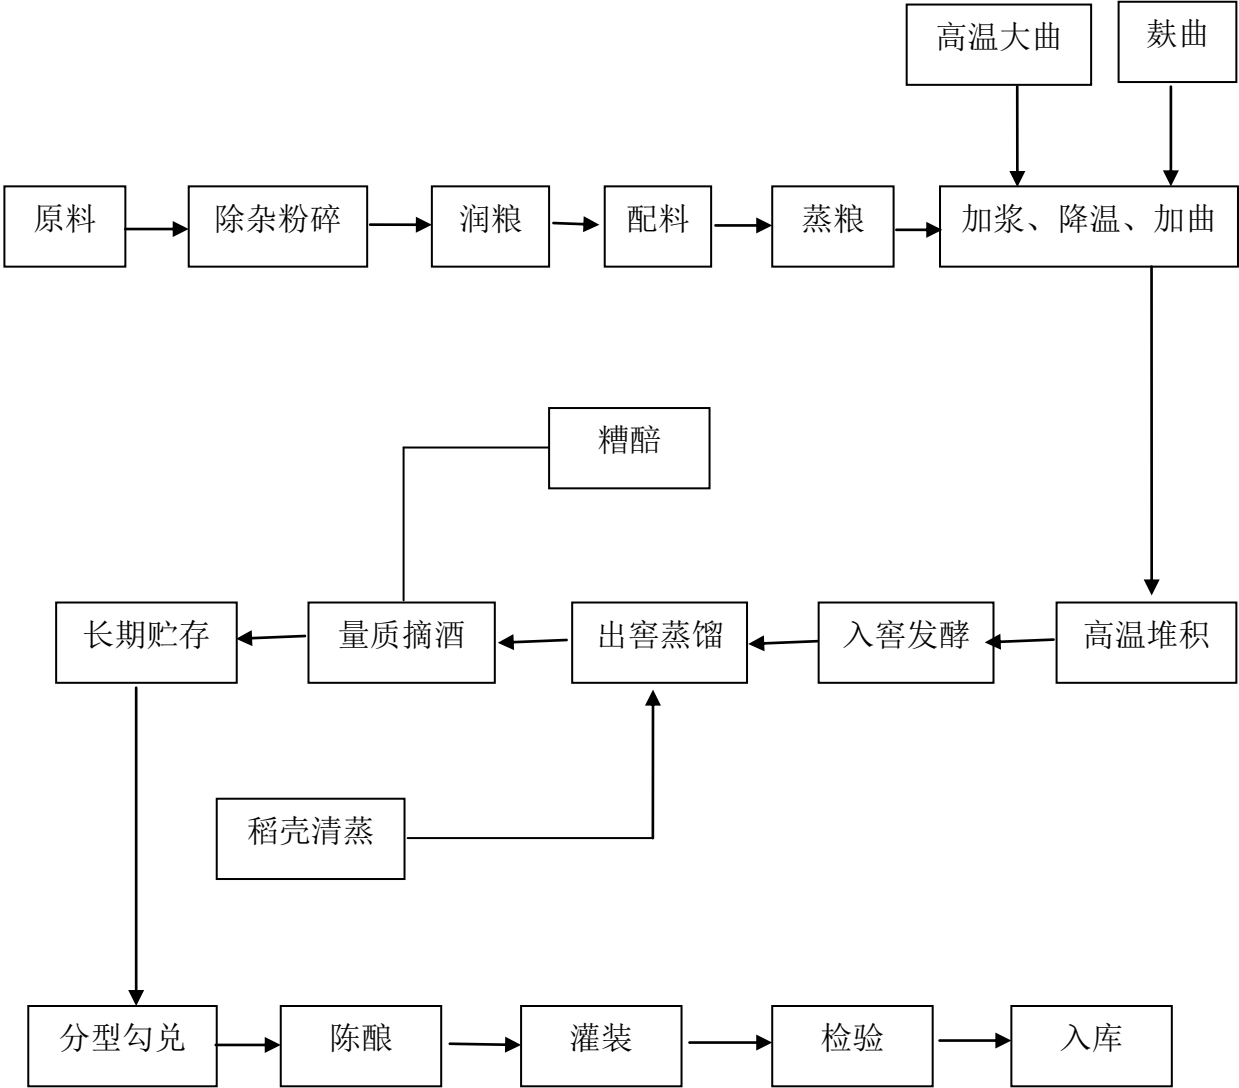 高温大曲
麸曲
原料
除杂粉碎
润粮
配料
蒸粮
加浆、降温、加曲
糟醅
长期贮存
量质摘酒
出窖蒸馏
入窖发酵
高温堆积
稻壳清蒸
分型勾兑
陈酿
灌装
检验
入库